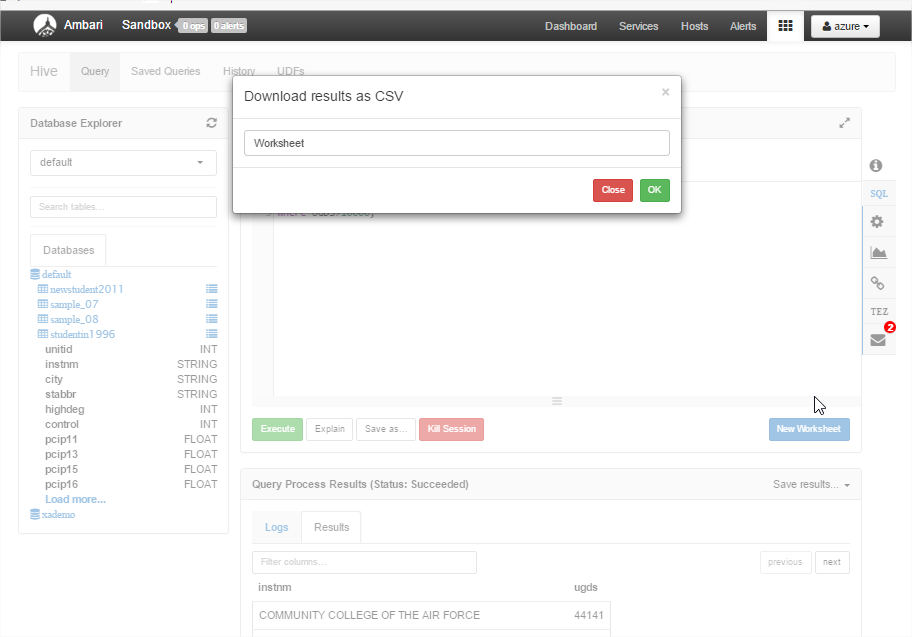 Ambari Sandbox 0 ops 0 alerts Dashboard Services Hosts Alerts azure
Hive Query Saved Queries History UDFs
Download results as CSV ×
Worksheet
Close OK
Database Explorer
default
Search tables...
Databases
default
newstudent2011
sample_07
sample_08
studentin1996
unitid INT
instnm STRING
city STRING
stabbr STRING
highdeg INT
control INT
pcip11 FLOAT
pcip13 FLOAT
pcip15 FLOAT
pcip16 FLOAT
Load more...
xademo
SQL
TEZ
2
Execute Explain Save as... Kill Session New Worksheet
Query Process Results (Status: Succeeded) Save results...
Logs Results
Filter columns... previous next
instnm ugds
COMMUNITY COLLEGE OF THE AIR FORCE 44141